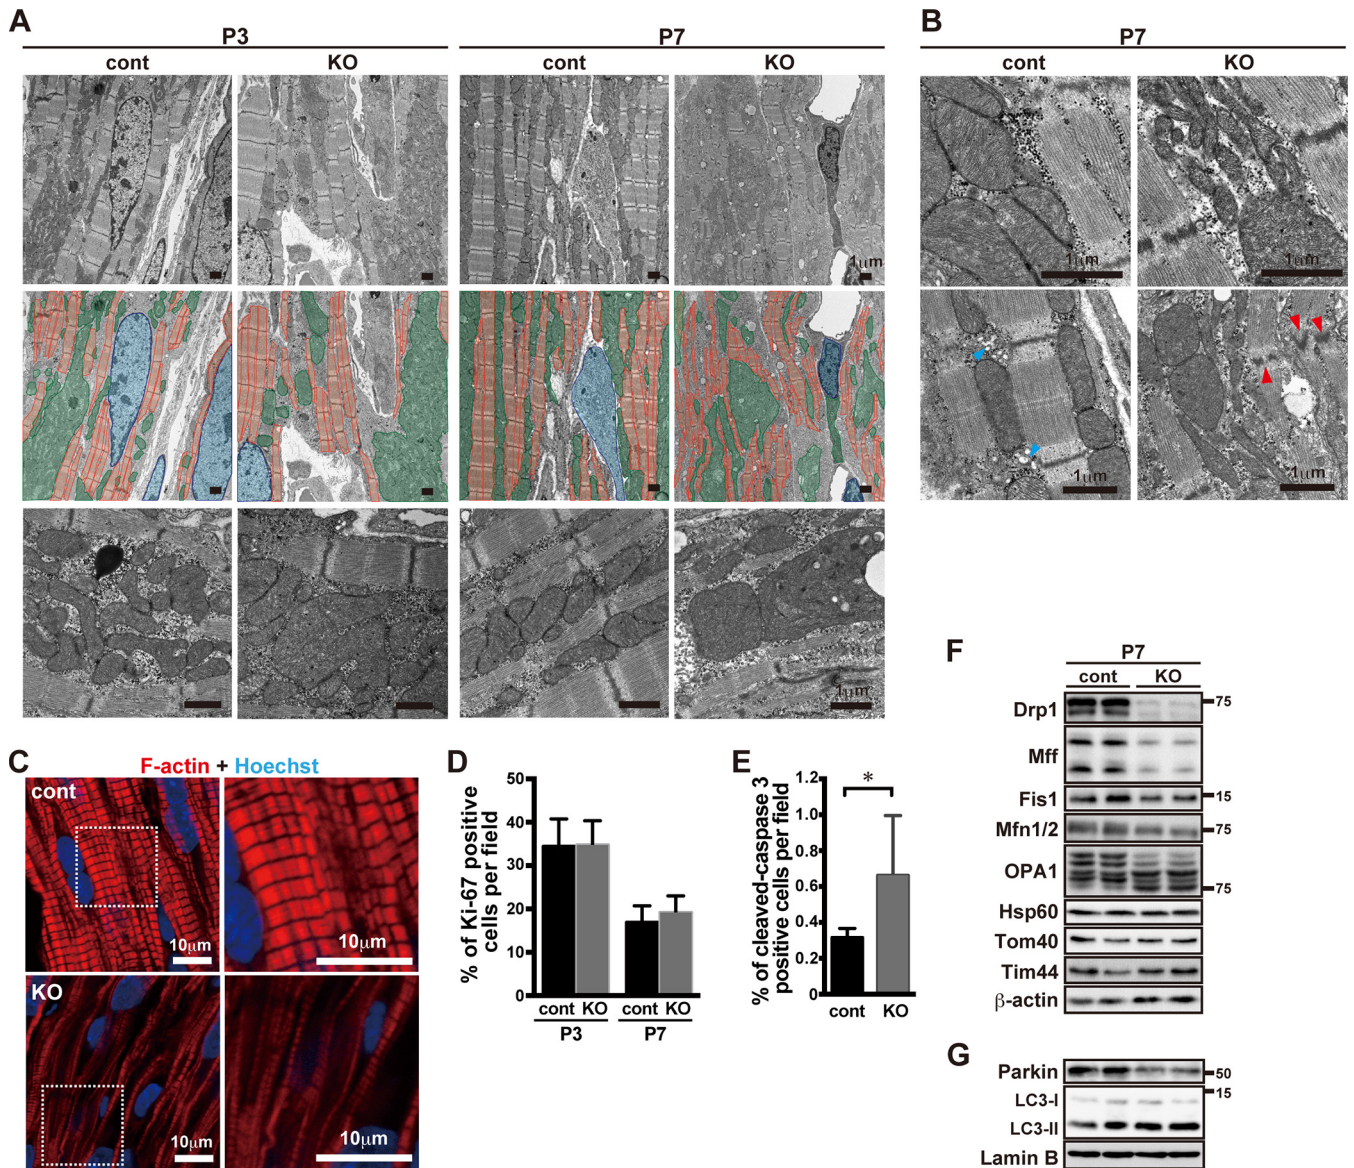 A
P3
P7
cont
KO
cont
KO
1μm
1μm
B
P7
cont
KO
1μm
1μm
1μm
1μm
C
F-actin + Hoechst
cont
10μm
10μm
KO
10μm
10μm
D
% of Ki-67 positive
cells per field
50
40
30
20
10
0
cont KO
cont KO
P3
P7
E
% of cleaved-caspase 3
positive cells per field
1.2
1.0
0.8
0.6
0.4
0.2
0
*
cont
KO
F
P7
cont
KO
Drp1
75
Mff
Fis1
15
Mfn1/2
75
OPA1
75
Hsp60
Tom40
Tim44
β-actin
G
Parkin
50
15
LC3-I
LC3-II
Lamin B